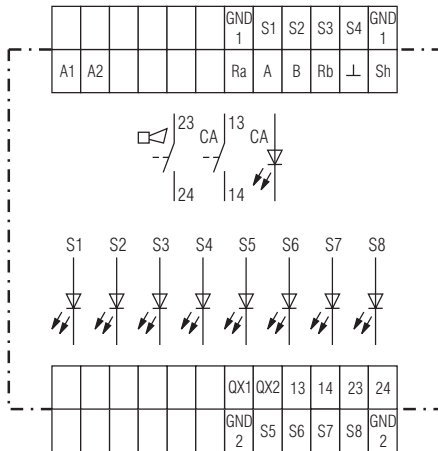 GND 1 S1 S2 S3 S4 GND 1
A1 A2 Ra A B Rb ⊥ Sh
23 13
CA CA
24 14
S1 S2 S3 S4 S5 S6 S7 S8
QX1 QX2 13 14 23 24
GND 2 S5 S6 S7 S8 GND 2